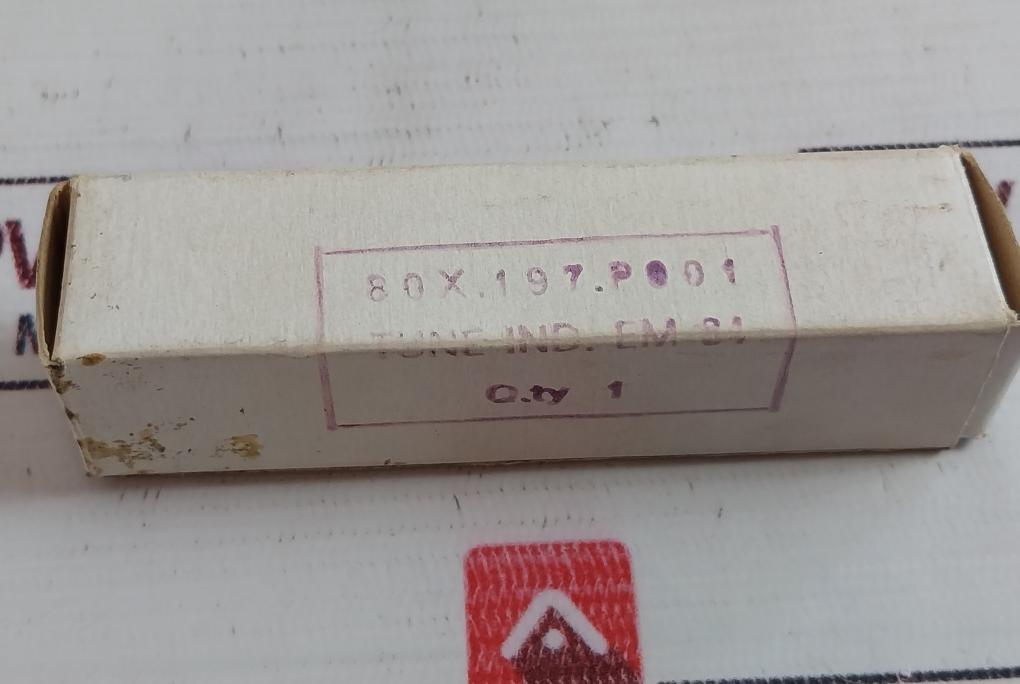 80X.197.P001
TUNE IND. EM 81
Q.ty 1